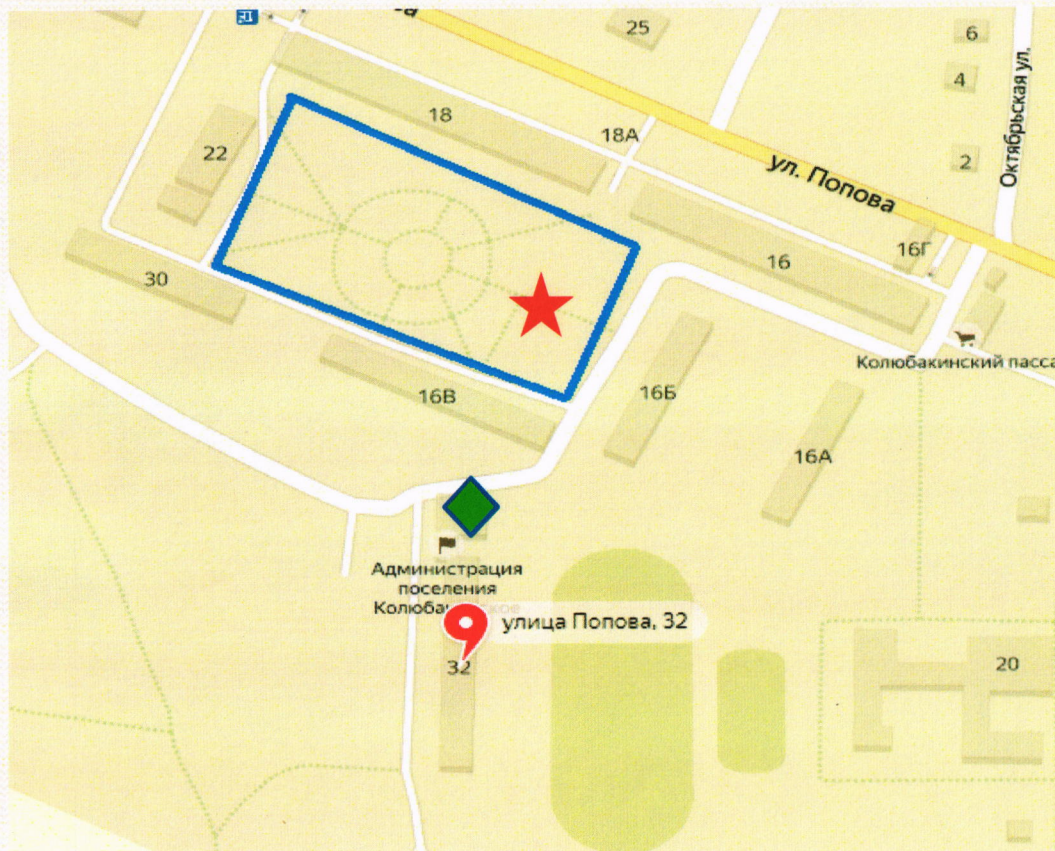 25
6
4
18
18А
2
Октябрьская ул.
22
ул. Попова
16Г
16
30
Колюбакинский пасса
16В
16Б
16А
Администрация
поселения
улица Попова, 32
32
20